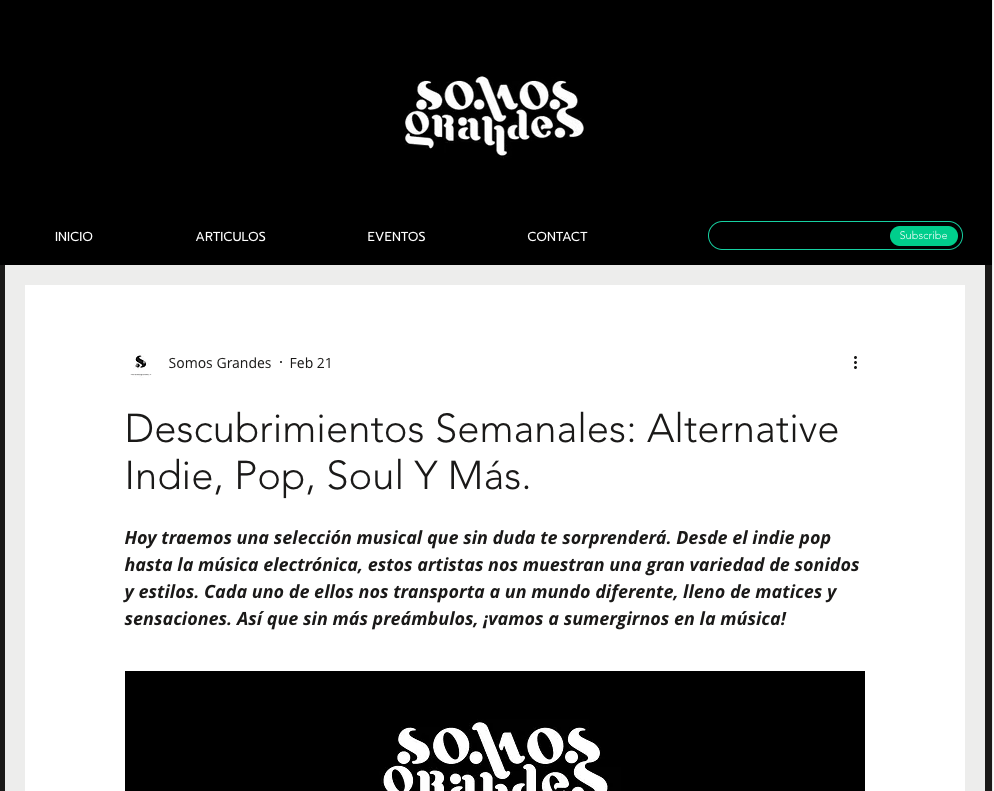 somos
grandes
INICIO ARTICULOS EVENTOS CONTACT Subscribe
Somos Grandes · Feb 21
Descubrimientos Semanales: Alternative
Indie, Pop, Soul Y Más.
Hoy traemos una selección musical que sin duda te sorprenderá. Desde el indie pop
hasta la música electrónica, estos artistas nos muestran una gran variedad de sonidos
y estilos. Cada uno de ellos nos transporta a un mundo diferente, lleno de matices y
sensaciones. Así que sin más preámbulos, ¡vamos a sumergirnos en la música!
somos
grandes